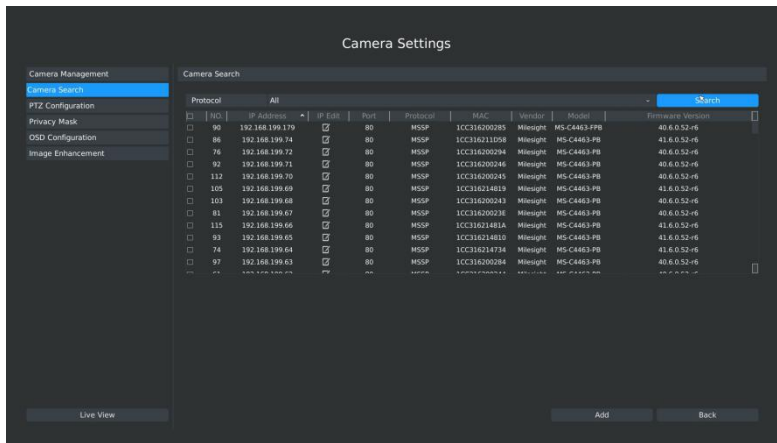 Camera Settings
Camera Management
Camera Search
PTZ Configuration
Privacy Mask
OSD Configuration
Image Enhancement
Live View
Camera Search
Protocol All Search
NO. IP Address IP Edit Port Protocol MAC Vendor Model Firmware Version
90 192.168.199.179 80 MSSP 1CC316200285 Milesight MS-C4463-FPB 40.6.0.52-r6
86 192.168.199.74 80 MSSP 1CC316211D58 Milesight MS-C4463-PB 41.6.0.52-r6
76 192.168.199.72 80 MSSP 1CC316200294 Milesight MS-C4463-PB 40.6.0.52-r6
92 192.168.199.71 80 MSSP 1CC316200246 Milesight MS-C4463-PB 40.6.0.52-r6
112 192.168.199.70 80 MSSP 1CC316200245 Milesight MS-C4463-PB 40.6.0.52-r6
105 192.168.199.69 80 MSSP 1CC316214819 Milesight MS-C4463-PB 41.6.0.52-r6
103 192.168.199.68 80 MSSP 1CC316200243 Milesight MS-C4463-PB 40.6.0.52-r6
81 192.168.199.67 80 MSSP 1CC31620023E Milesight MS-C4463-PB 40.6.0.52-r6
115 192.168.199.66 80 MSSP 1CC31621481A Milesight MS-C4463-PB 41.6.0.52-r6
93 192.168.199.65 80 MSSP 1CC316214810 Milesight MS-C4463-PB 41.6.0.52-r6
74 192.168.199.64 80 MSSP 1CC316214734 Milesight MS-C4463-PB 41.6.0.52-r6
97 192.168.199.63 80 MSSP 1CC316200284 Milesight MS-C4463-PB 40.6.0.52-r6
Add Back